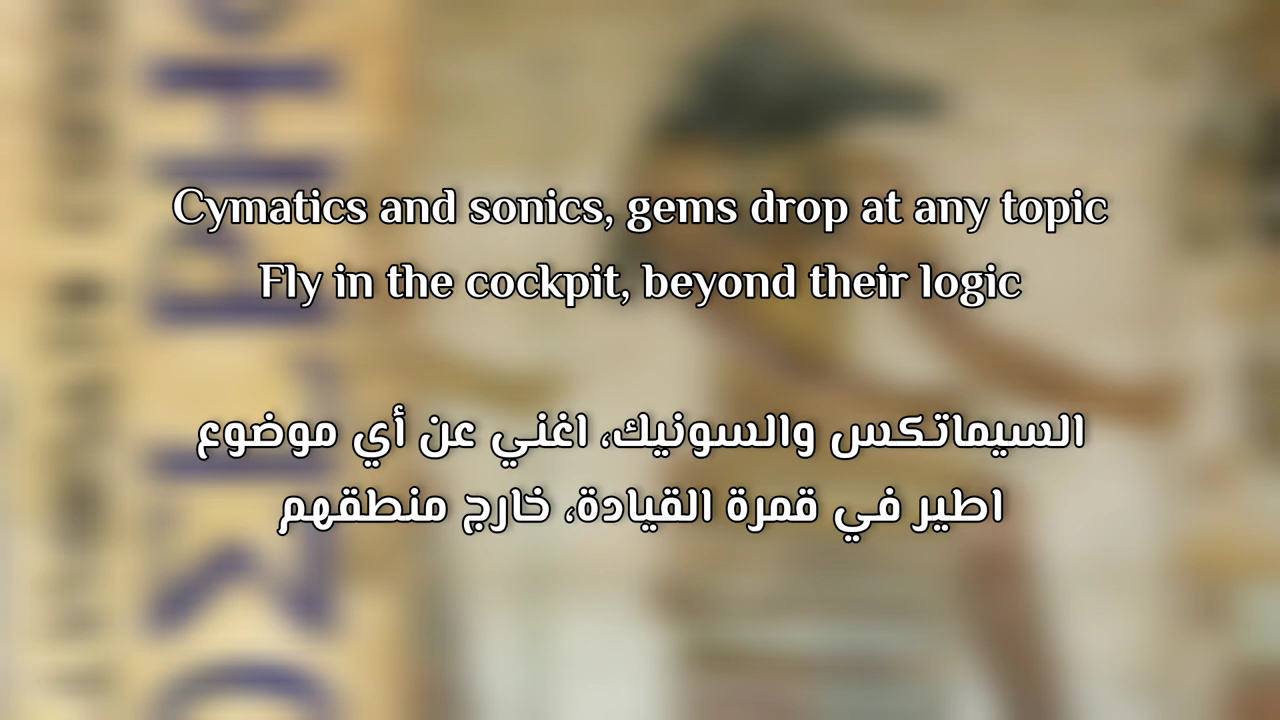 Cymatics and sonics, gems drop at any topic
Fly in the cockpit, beyond their logic
السيماتكس والسونيك، اغني عن أي موضوع
اطير في قمرة القيادة، خارج منطقهم